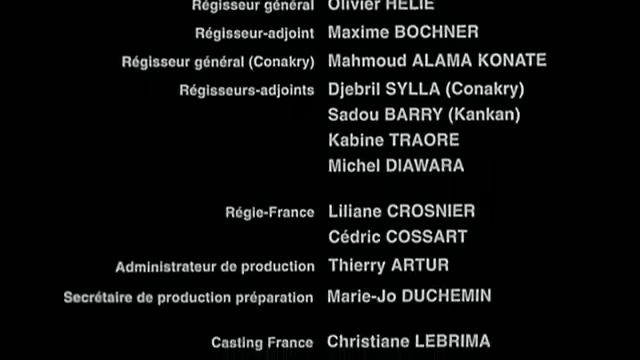 Régisseur général Olivier HELIE
Régisseur-adjoint Maxime BOCHNER
Régisseur général (Conakry) Mahmoud ALAMA KONATE
Régisseurs-adjoints Djebril SYLLA (Conakry)
Sadou BARRY (Kankan)
Kabine TRAORE
Michel DIAWARA
Régie-France Liliane CROSNIER
Cédric COSSART
Administrateur de production Thierry ARTUR
Secrétaire de production préparation Marie-Jo DUCHEMIN
Casting France Christiane LEBRIMA